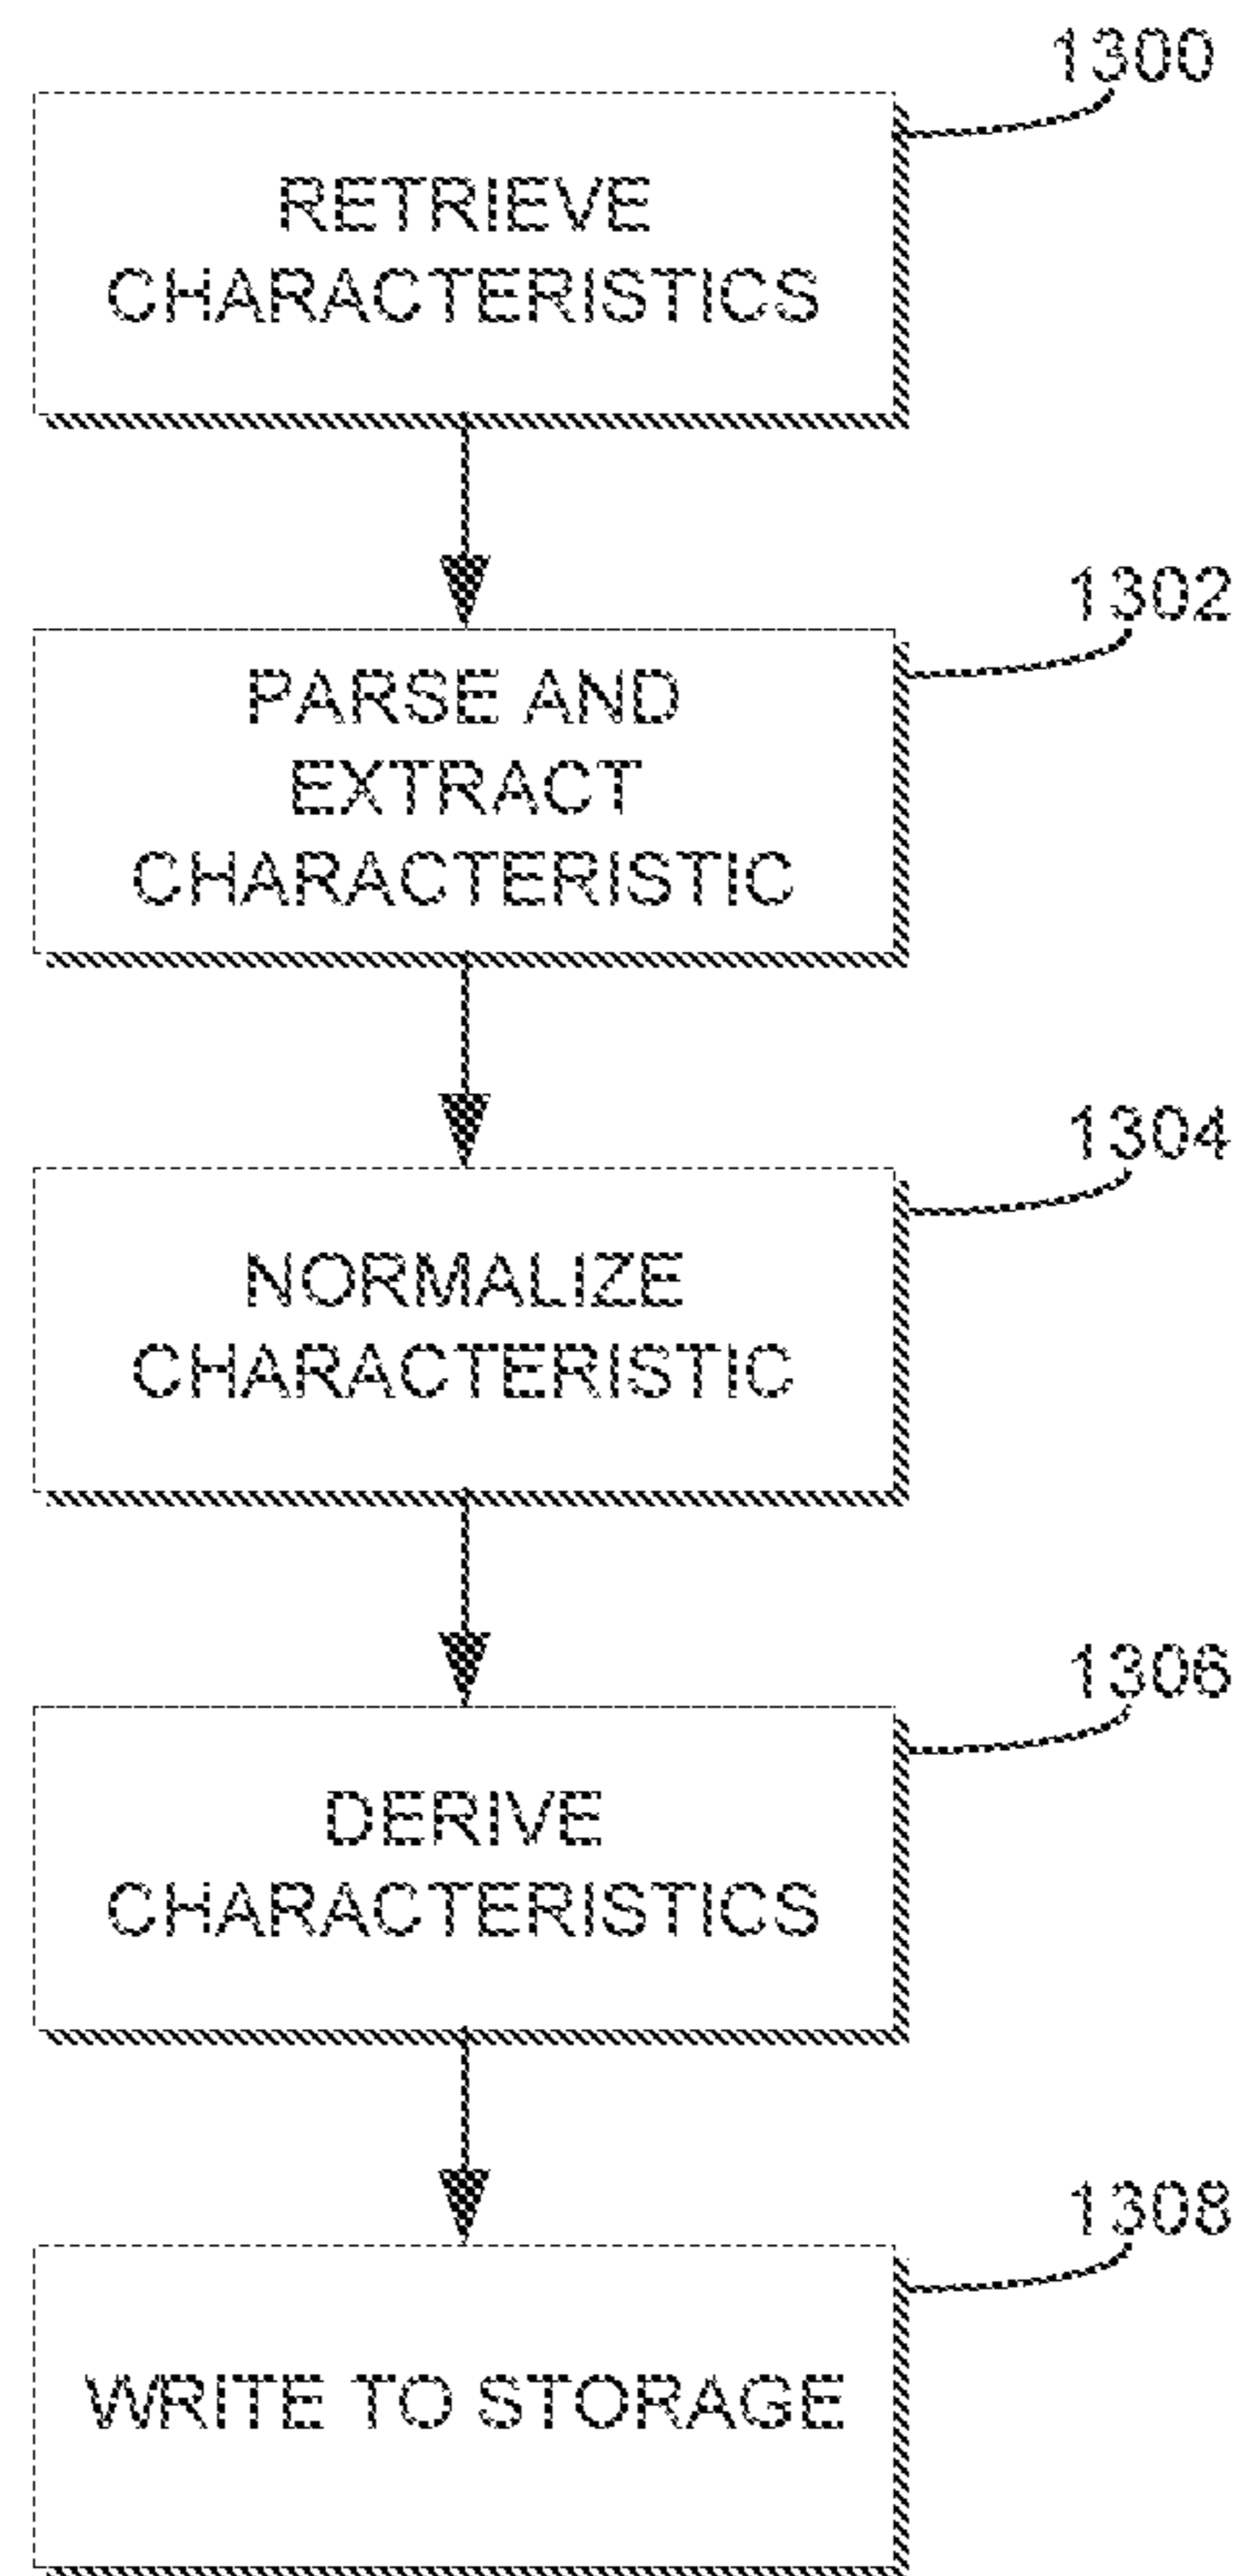 1300
RETRIEVE
CHARACTERISTICS
1302
PARSE AND
EXTRACT
CHARACTERISTIC
1304
NORMALIZE
CHARACTERISTIC
1306
DERIVE
CHARACTERISTICS
1308
WRITE TO STORAGE